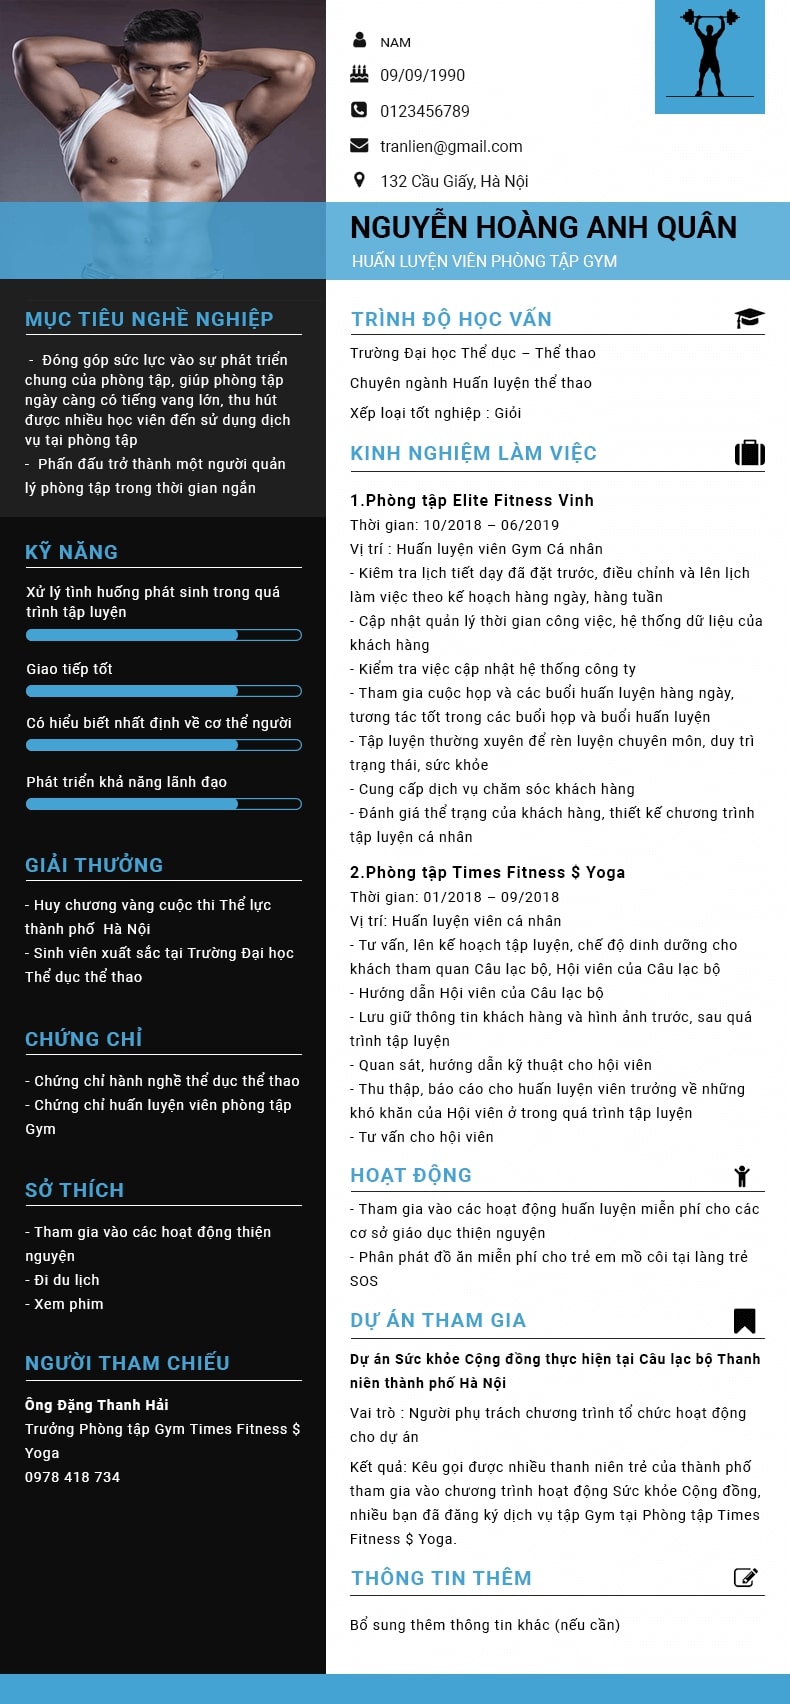 NAM
09/09/1990
0123456789
tranlien@gmail.com
132 Cầu Giấy, Hà Nội
NGUYỄN HOÀNG ANH QUÂN
HUẤN LUYỆN VIÊN PHÒNG TẬP GYM
MỤC TIÊU NGHỀ NGHIỆP
- Đóng góp sức lực vào sự phát triển
chung của phòng tập, giúp phòng tập
ngày càng có tiếng vang lớn, thu hút
được nhiều học viên đến sử dụng dịch
vụ tại phòng tập
- Phấn đấu trở thành một người quản
lý phòng tập trong thời gian ngắn
KỸ NĂNG
Xử lý tình huống phát sinh trong quá
trình tập luyện
Giao tiếp tốt
Có hiểu biết nhất định về cơ thể người
Phát triển khả năng lãnh đạo
GIẢI THƯỞNG
- Huy chương vàng cuộc thi Thể lực
thành phố Hà Nội
- Sinh viên xuất sắc tại Trường Đại học
Thể dục thể thao
CHỨNG CHỈ
- Chứng chỉ hành nghề thể dục thể thao
- Chứng chỉ huấn luyện viên phòng tập
Gym
SỞ THÍCH
- Tham gia vào các hoạt động thiện
nguyện
- Đi du lịch
- Xem phim
NGƯỜI THAM CHIẾU
Ông Đặng Thanh Hải
Trưởng Phòng tập Gym Times Fitness $
Yoga
0978 418 734
TRÌNH ĐỘ HỌC VẤN
Trường Đại học Thể dục – Thể thao
Chuyên ngành Huấn luyện thể thao
Xếp loại tốt nghiệp : Giỏi
KINH NGHIỆM LÀM VIỆC
1.Phòng tập Elite Fitness Vinh
Thời gian: 10/2018 – 06/2019
Vị trí : Huấn luyện viên Gym Cá nhân
- Kiêm tra lịch tiết dạy đã đặt trước, điều chỉnh và lên lịch
làm việc theo kế hoạch hàng ngày, hàng tuần
- Cập nhật quản lý thời gian công việc, hệ thống dữ liệu của
khách hàng
- Kiểm tra việc cập nhật hệ thống công ty
- Tham gia cuộc họp và các buổi huấn luyện hàng ngày,
tương tác tốt trong các buổi họp và buổi huấn luyện
- Tập luyện thường xuyên để rèn luyện chuyên môn, duy trì
trạng thái, sức khỏe
- Cung cấp dịch vụ chăm sóc khách hàng
- Đánh giá thể trạng của khách hàng, thiết kế chương trình
tập luyện cá nhân
2.Phòng tập Times Fitness $ Yoga
Thời gian: 01/2018 – 09/2018
Vị trí: Huấn luyện viên cá nhân
- Tư vấn, lên kế hoạch tập luyện, chế độ dinh dưỡng cho
khách tham quan Câu lạc bộ, Hội viên của Câu lạc bộ
- Hướng dẫn Hội viên của Câu lạc bộ
- Lưu giữ thông tin khách hàng và hình ảnh trước, sau quá
trình tập luyện
- Quan sát, hướng dẫn kỹ thuật cho hội viên
- Thu thập, báo cáo cho huấn luyện viên trưởng về những
khó khăn của Hội viên ở trong quá trình tập luyện
- Tư vấn cho hội viên
HOẠT ĐỘNG
- Tham gia vào các hoạt động huấn luyện miễn phí cho các
cơ sở giáo dục thiện nguyện
- Phân phát đồ ăn miễn phí cho trẻ em mồ côi tại làng trẻ
SOS
DỰ ÁN THAM GIA
Dự án Sức khỏe Cộng đồng thực hiện tại Câu lạc bộ Thanh
niên thành phố Hà Nội
Vai trò : Người phụ trách chương trình tổ chức hoạt động
cho dự án
Kết quả: Kêu gọi được nhiều thanh niên trẻ của thành phố
tham gia vào chương trình hoạt động Sức khỏe Cộng đồng,
nhiều bạn đã đăng ký dịch vụ tập Gym tại Phòng tập Times
Fitness $ Yoga.
THÔNG TIN THÊM
Bổ sung thêm thông tin khác (nếu cần)